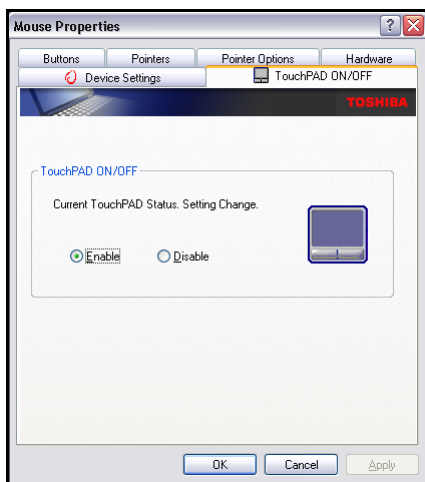 Mouse Properties
Buttons Pointers Pointer Options Hardware
Device Settings TouchPAD ON/OFF
TOSHIBA
TouchPAD ON/OFF
Current TouchPAD Status. Setting Change.
Enable Disable
OK Cancel Apply